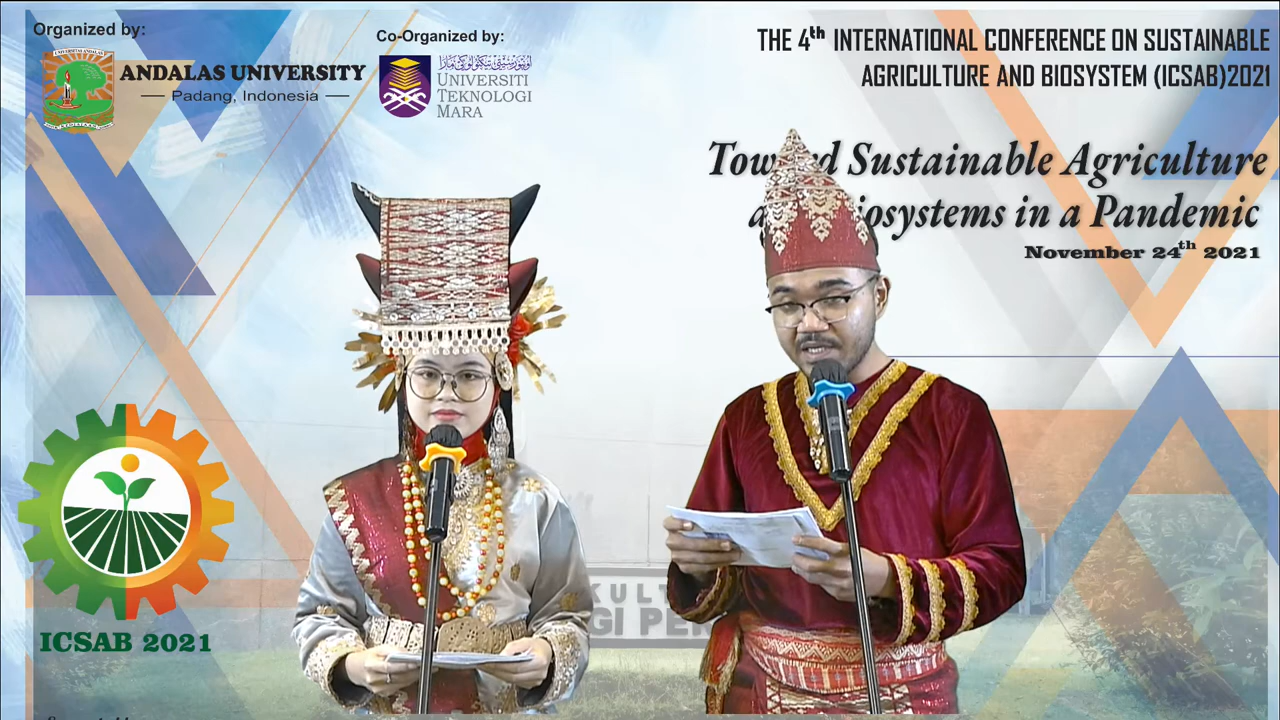 Organized by:
ANDALAS UNIVERSITY
Padang, Indonesia
Co-Organized by:
UNIVERSITI
TEKNOLOGI
MARA
THE 4th INTERNATIONAL CONFERENCE ON SUSTAINABLE
AGRICULTURE AND BIOSYSTEM (ICSAB)2021
Sustainable Agriculture
in a Pandemic
November 24th 2021
ICSAB 2021